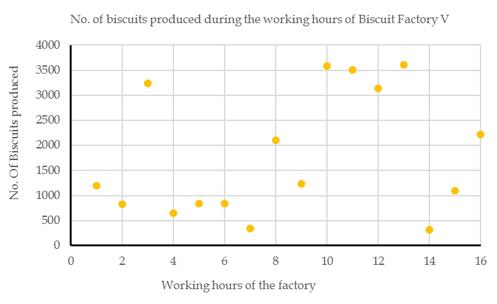 No. of biscuits produced during the working hours of Biscuit Factory V
No. Of Biscuits produced
4000
3500
3000
2500
2000
1500
1000
500
0
0 2 4 6 8 10 12 14 16
Working hours of the factory